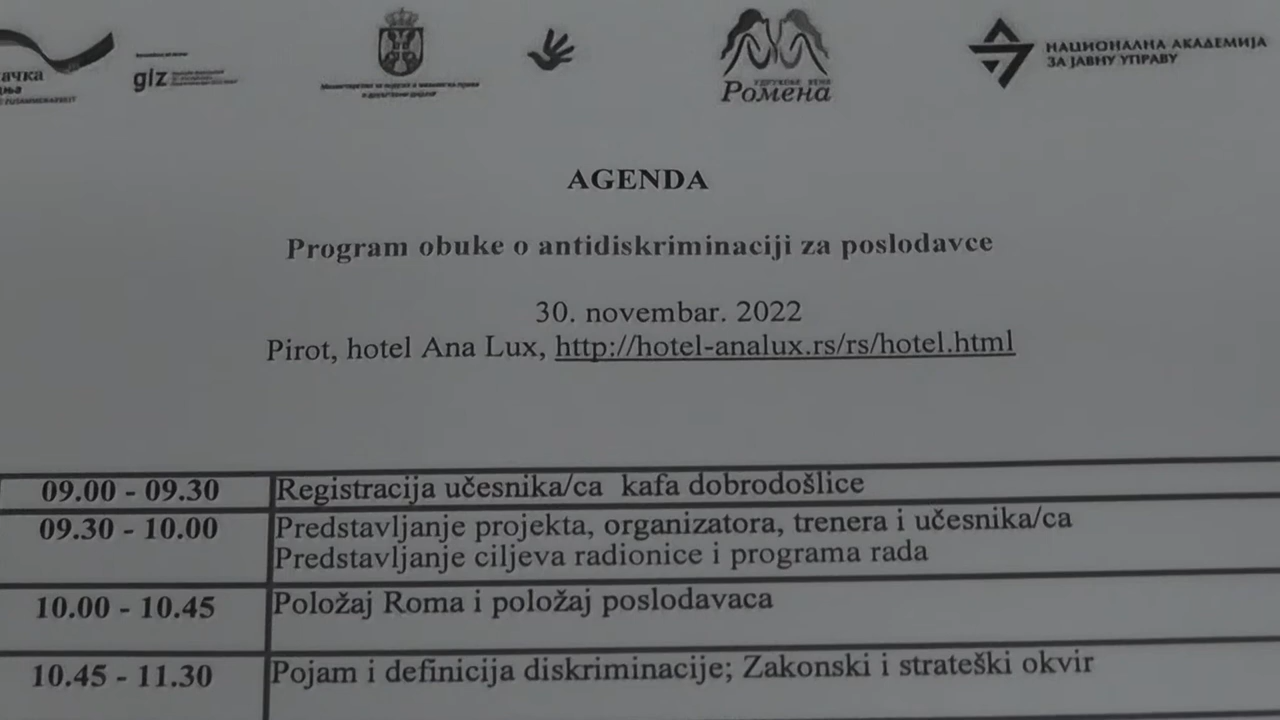 ачка
giz
Ромена
НАЦИОНАЛНА АКАДЕМИЈА
ЗА ЈАВНУ УПРАВУ
AGENDA
Program obuke o antidiskriminaciji za poslodavce
30. novembar. 2022
Pirot, hotel Ana Lux, http://hotel-analux.rs/rs/hotel.html
09.00 - 09.30 Registracija učesnika/ca kafa dobrodošlice
09.30 - 10.00 Predstavljanje projekta, organizatora, trenera i učesnika/ca
Predstavljanje ciljeva radionice i programa rada
10.00 - 10.45 Položaj Roma i položaj poslodavaca
10.45 - 11.30 Pojam i definicija diskriminacije; Zakonski i strateški okvir